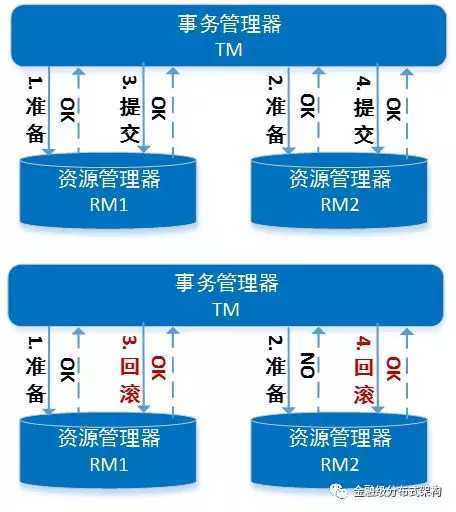 事务管理器
TM
1.准备
OK
3.提交
OK
2.准备
OK
4.提交
OK
资源管理器
RM1
资源管理器
RM2
事务管理器
TM
1.准备
OK
3.回滚
OK
2.准备
NO
4.回滚
OK
资源管理器
RM1
资源管理器
RM2
金融级分布式架构